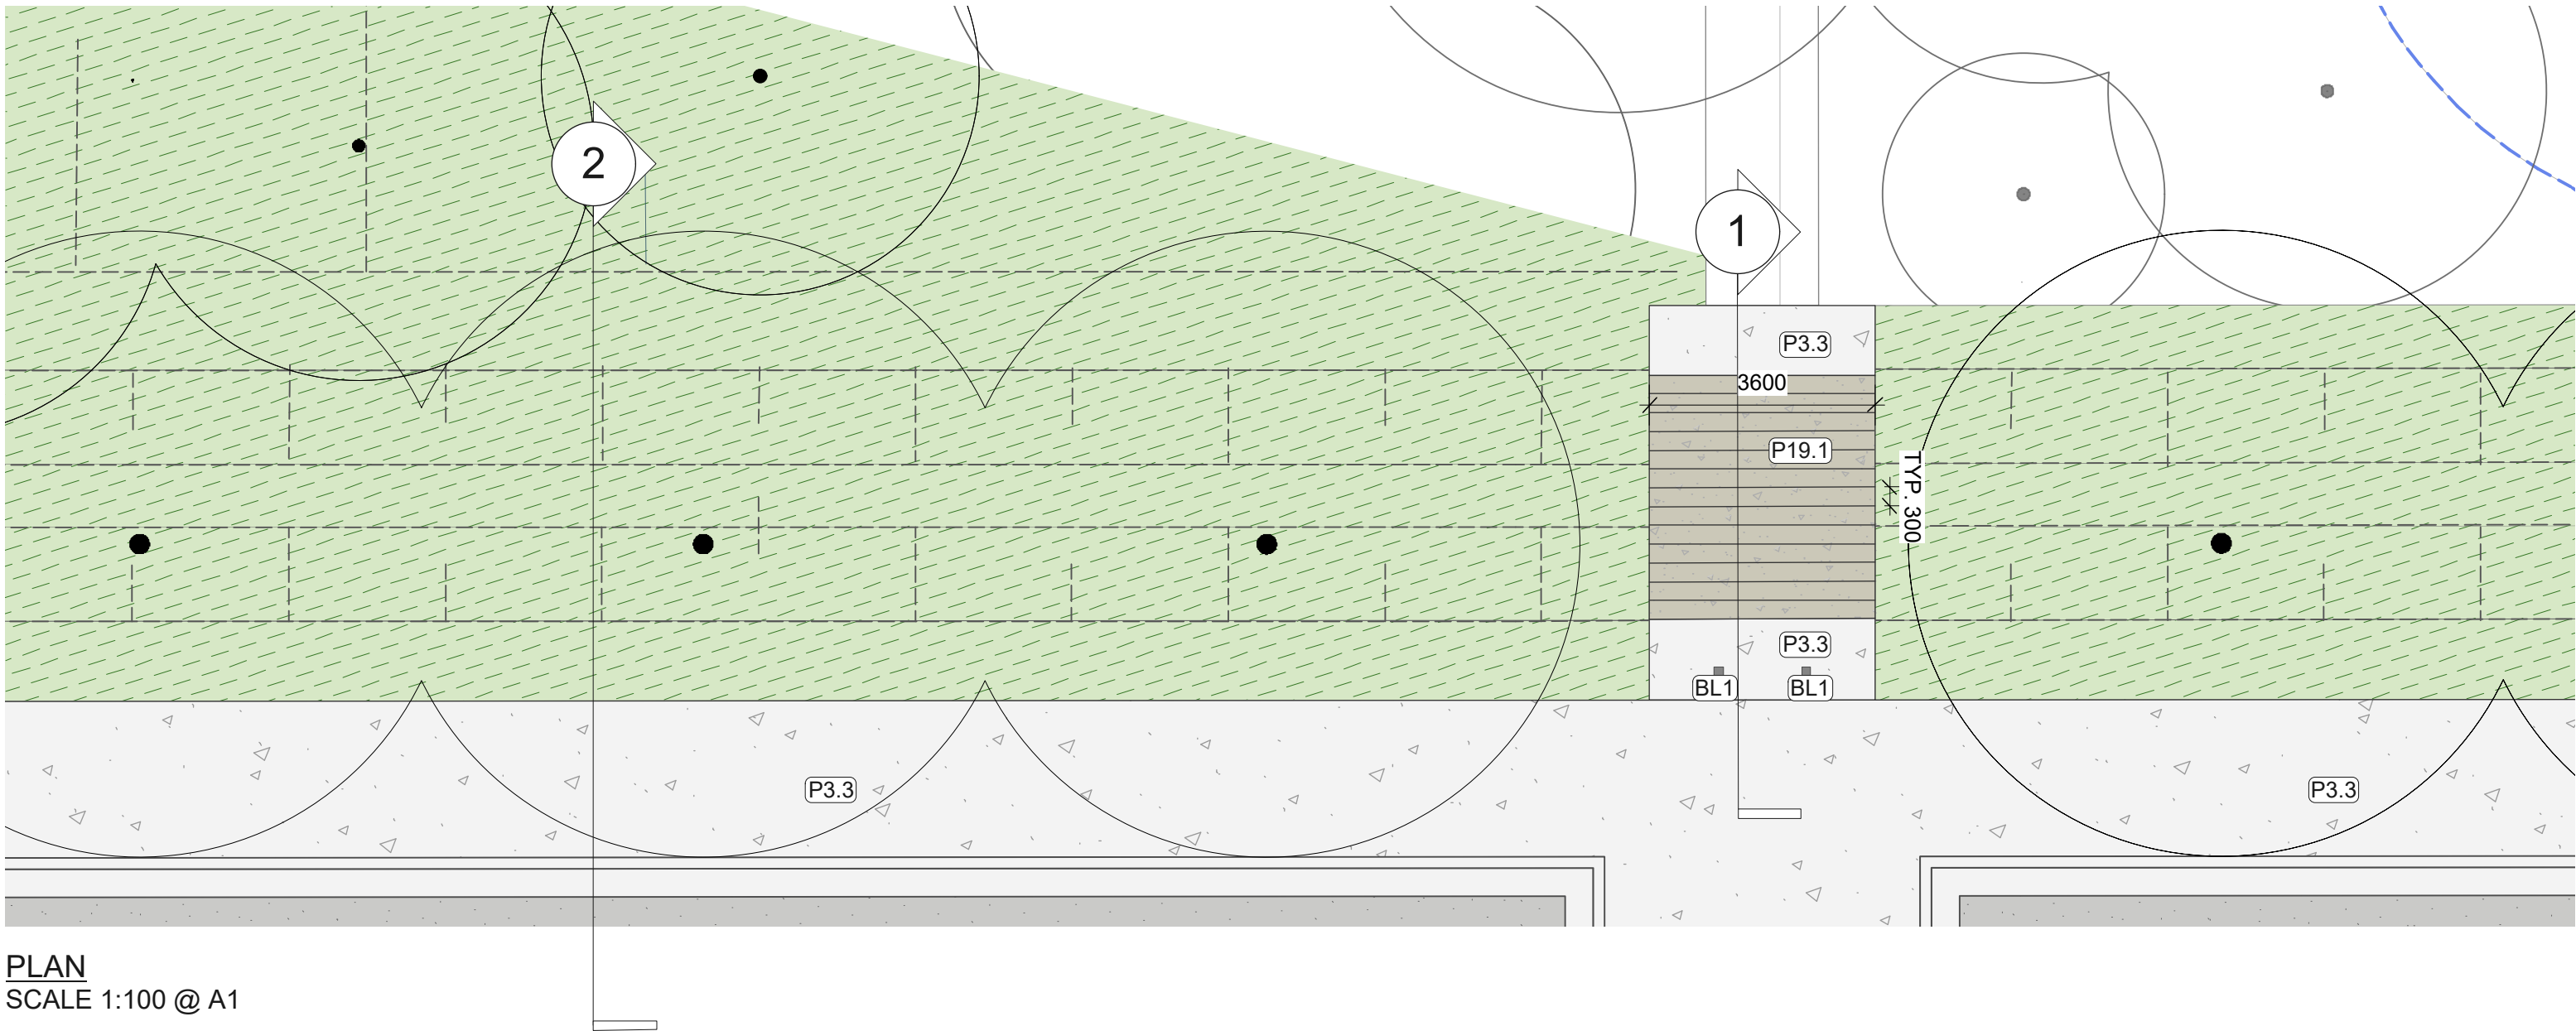 2
1
P3.3
3600
P19.1
TYP. 300
P3.3
BL1
BL1
P3.3
P3.3
PLAN
SCALE 1:100 @ A1